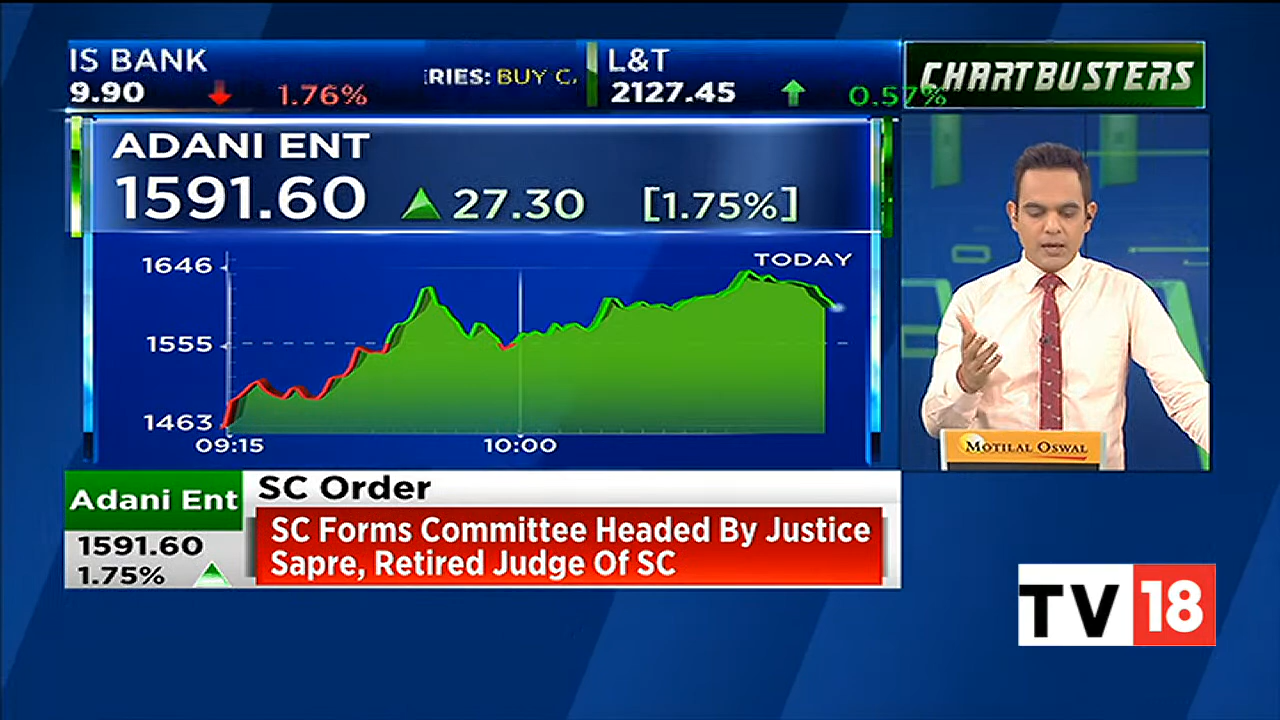 IS BANK
9.90 1.76%
RIES: BUY C
L&T
2127.45 0.57%
CHARTBUSTERS
ADANI ENT
1591.60 27.30 [1.75%]
TODAY
1646
1555
1463
09:15 10:00
MOTILAL OSWAL
Adani Ent
1591.60
1.75%
SC Order
SC Forms Committee Headed By Justice
Sapre, Retired Judge Of SC
TV18